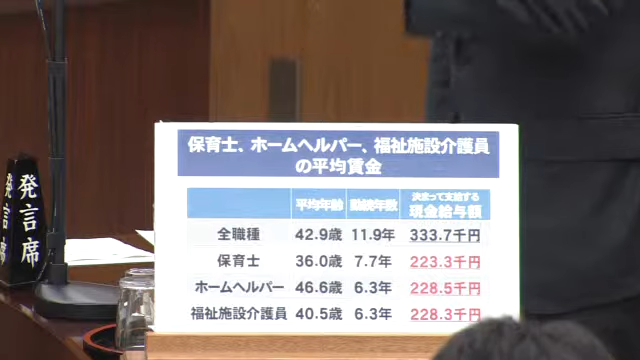 保育士、ホームヘルパー、福祉施設介護員
の平均賃金
平均年齢 勤続年数 決まって支給する
現金給与額
全職種 42.9歳 11.9年 333.7千円
保育士 36.0歳 7.7年 223.3千円
ホームヘルパー 46.6歳 6.3年 228.5千円
福祉施設介護員 40.5歳 6.3年 228.3千円
発言席
発言席